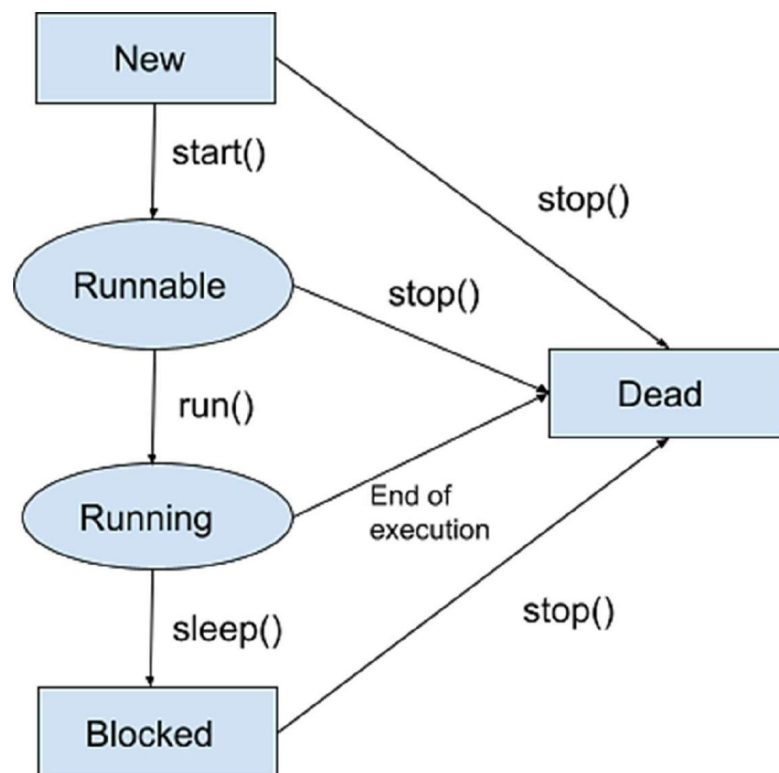 New
start()
stop()
Runnable
stop()
Dead
run()
End of
execution
Running
sleep()
stop()
Blocked